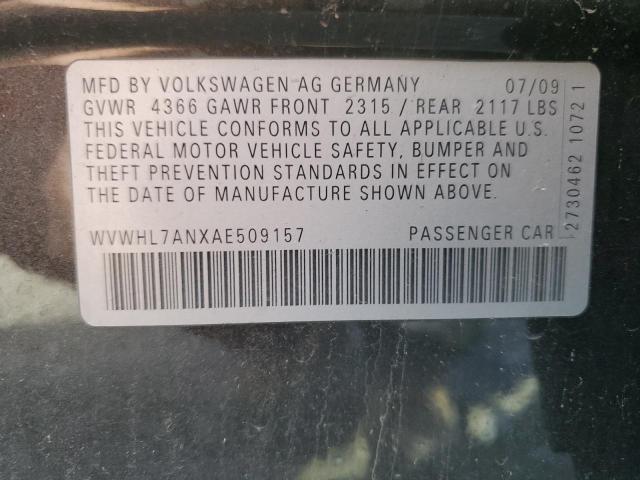 MFD BY VOLKSWAGEN AG GERMANY 07/09
GVWR 4366 GAWR FRONT 2315 / REAR 2117 LBS
THIS VEHICLE CONFORMS TO ALL APPLICABLE U.S.
FEDERAL MOTOR VEHICLE SAFETY, BUMPER AND
THEFT PREVENTION STANDARDS IN EFFECT ON
THE DATE OF MANUFACTURE SHOWN ABOVE.
WVWHL7ANXAE509157 PASSENGER CAR
2730462 1072 1